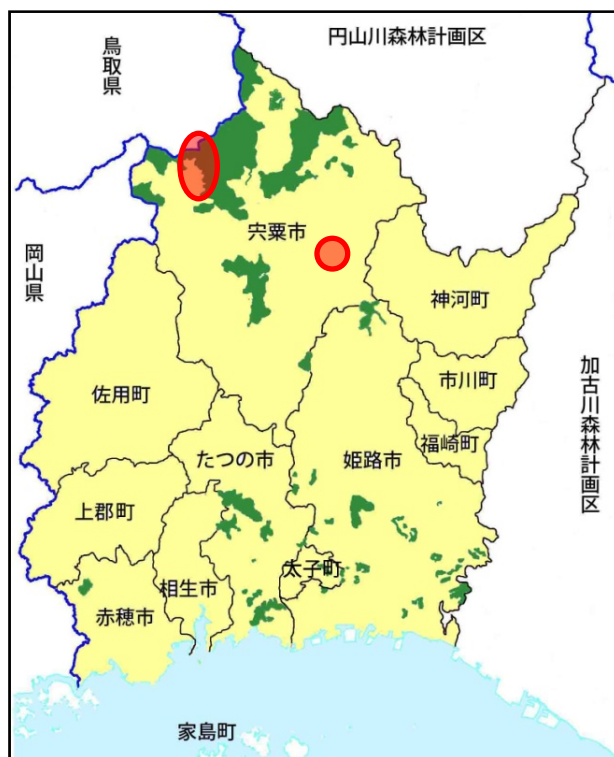 円山川森林計画区
鳥取県
宍粟市
岡山県
神河町
加古川森林計画区
市川町
佐用町
福崎町
たつの市
姫路市
上郡町
太子町
相生市
赤穂市
家島町